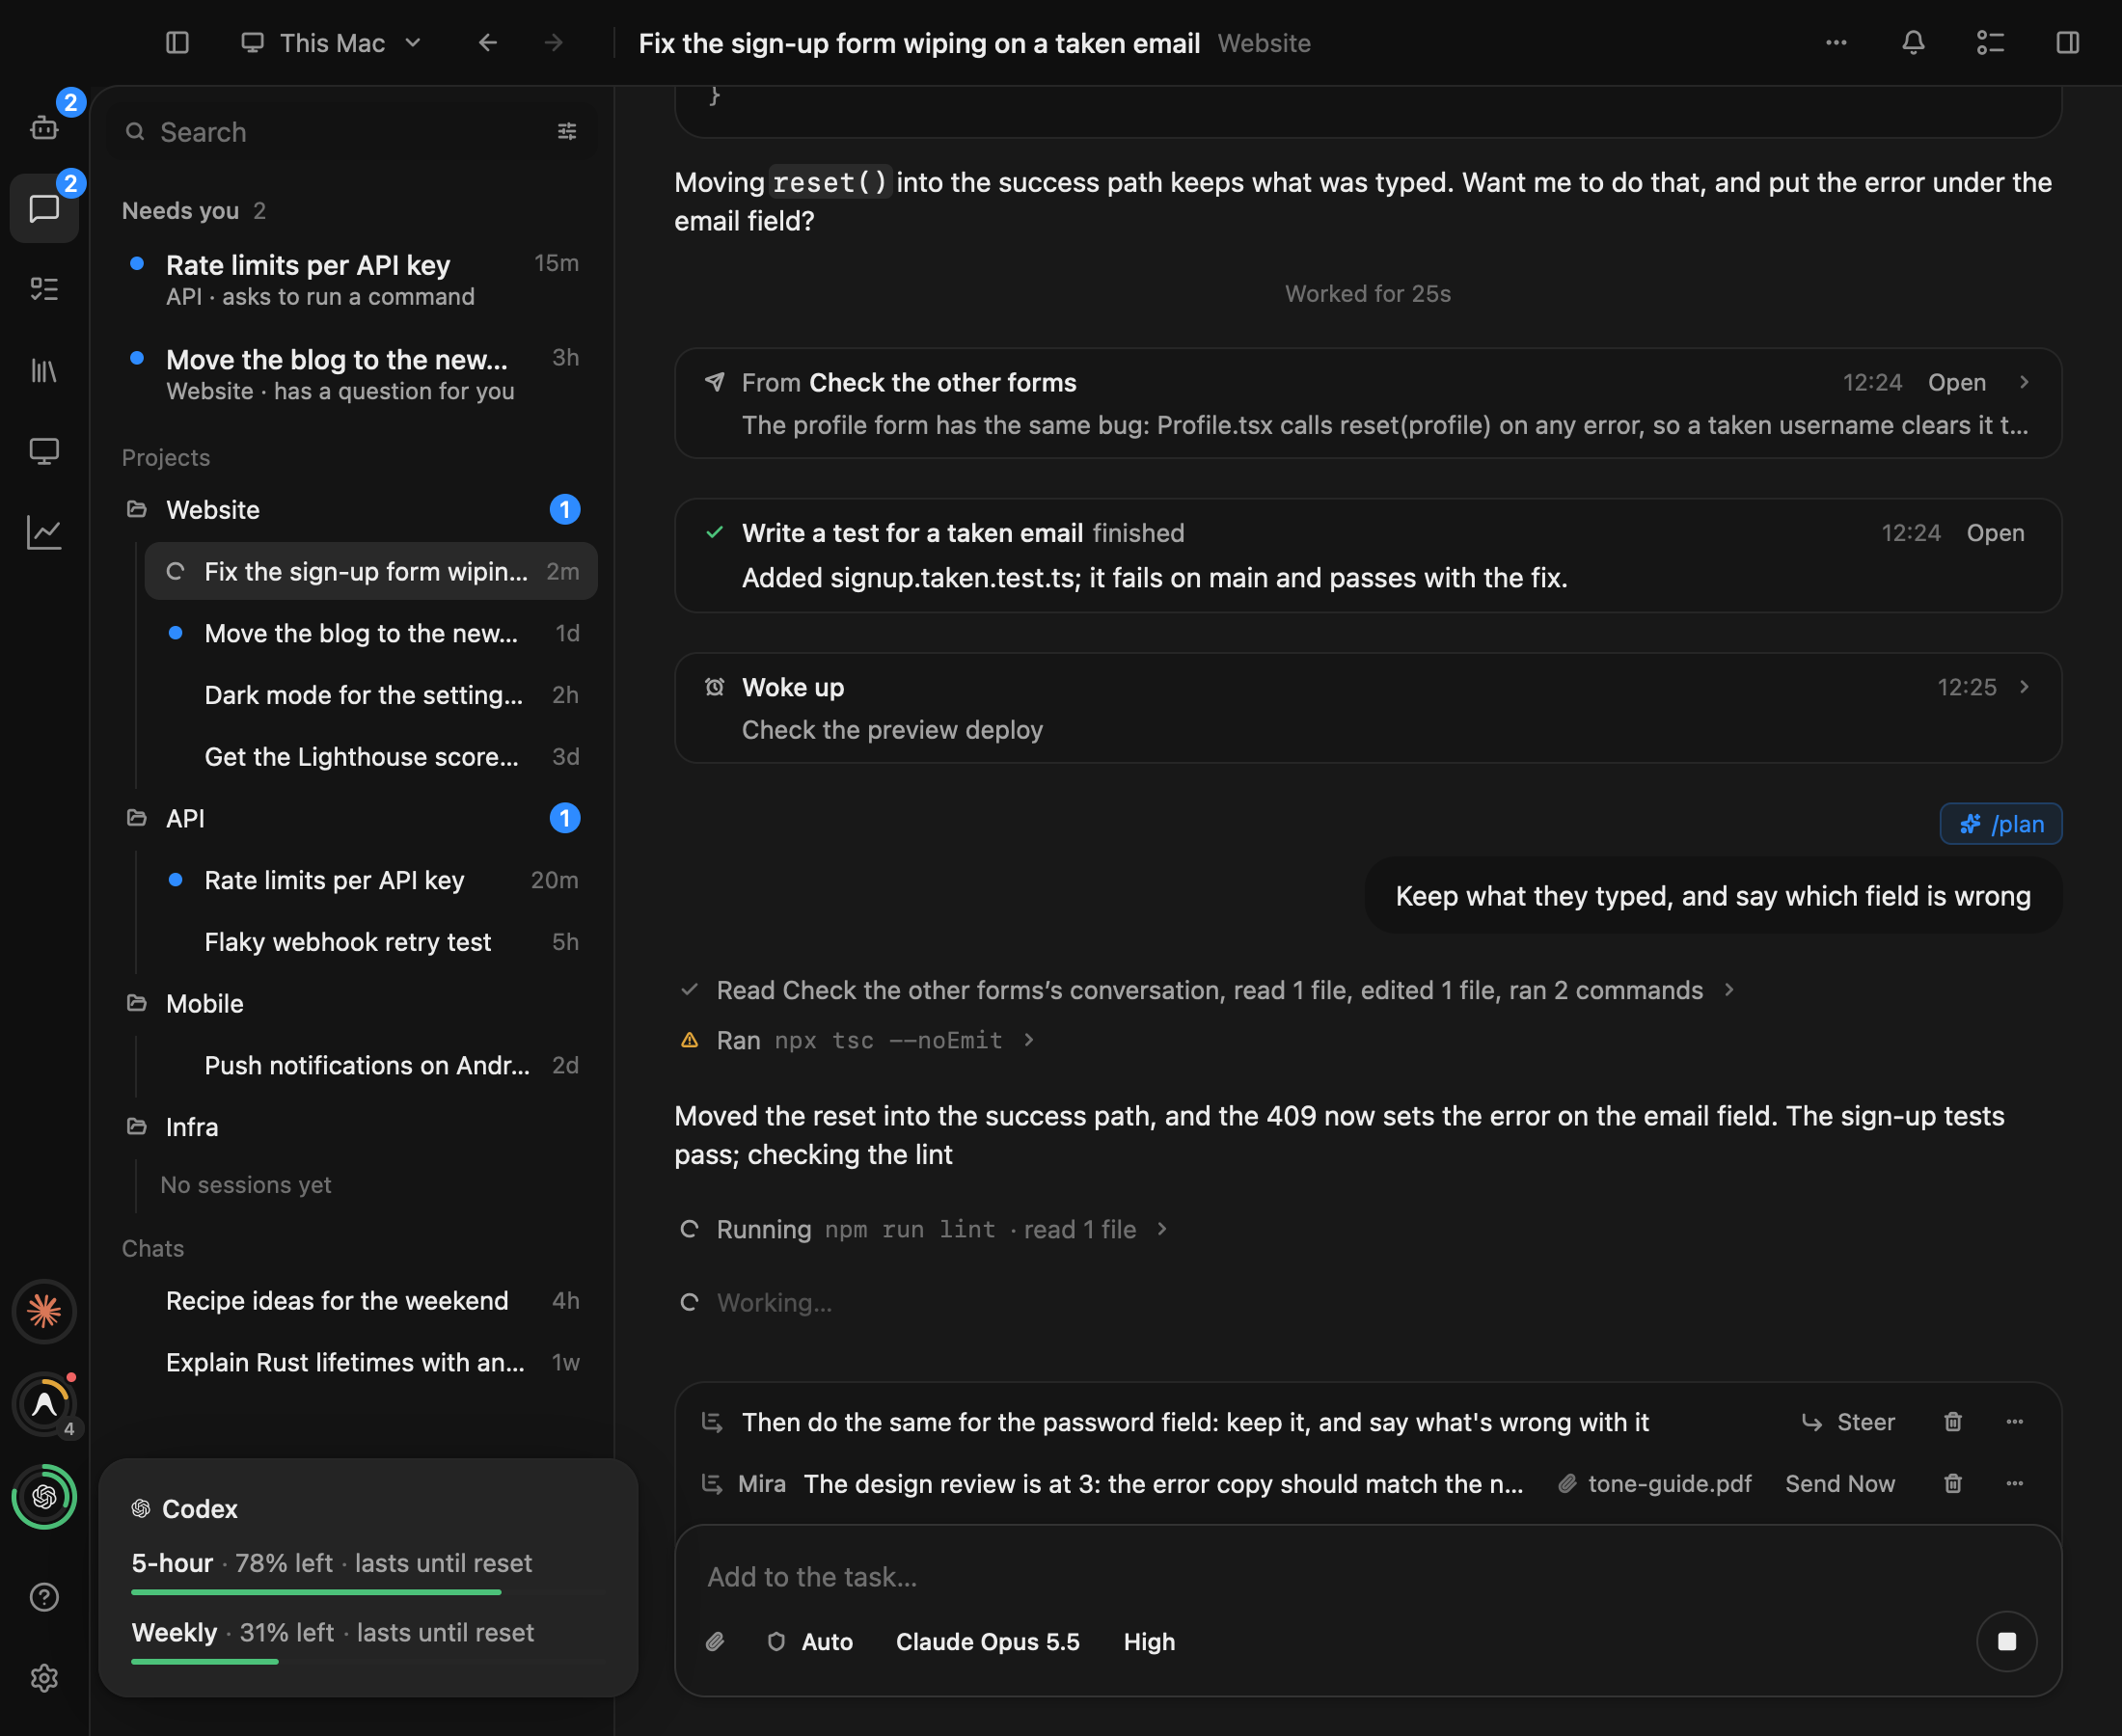 This Mac
Fix the sign-up form wiping on a taken email Website
2
2
Search
Needs you 2
Rate limits per API key 15m
API · asks to run a command
Move the blog to the new... 3h
Website · has a question for you
Projects
Website 1
Fix the sign-up form wipin... 2m
Move the blog to the new... 1d
Dark mode for the setting... 2h
Get the Lighthouse score... 3d
API 1
Rate limits per API key 20m
Flaky webhook retry test 5h
Mobile
Push notifications on Andr... 2d
Infra
No sessions yet
Chats
Recipe ideas for the weekend 4h
Explain Rust lifetimes with an... 1w
4
Codex
5-hour · 78% left · lasts until reset
Weekly · 31% left · lasts until reset
}
Moving reset() into the success path keeps what was typed. Want me to do that, and put the error under the
email field?
Worked for 25s
From Check the other forms 12:24 Open
The profile form has the same bug: Profile.tsx calls reset(profile) on any error, so a taken username clears it t...
Write a test for a taken email finished 12:24 Open
Added signup.taken.test.ts; it fails on main and passes with the fix.
Woke up 12:25
Check the preview deploy
/plan
Keep what they typed, and say which field is wrong
Read Check the other forms’s conversation, read 1 file, edited 1 file, ran 2 commands
Ran npx tsc --noEmit
Moved the reset into the success path, and the 409 now sets the error on the email field. The sign-up tests
pass; checking the lint
Running npm run lint · read 1 file
Working...
Then do the same for the password field: keep it, and say what's wrong with it Steer
Mira The design review is at 3: the error copy should match the n... tone-guide.pdf Send Now
Add to the task...
Auto Claude Opus 5.5 High